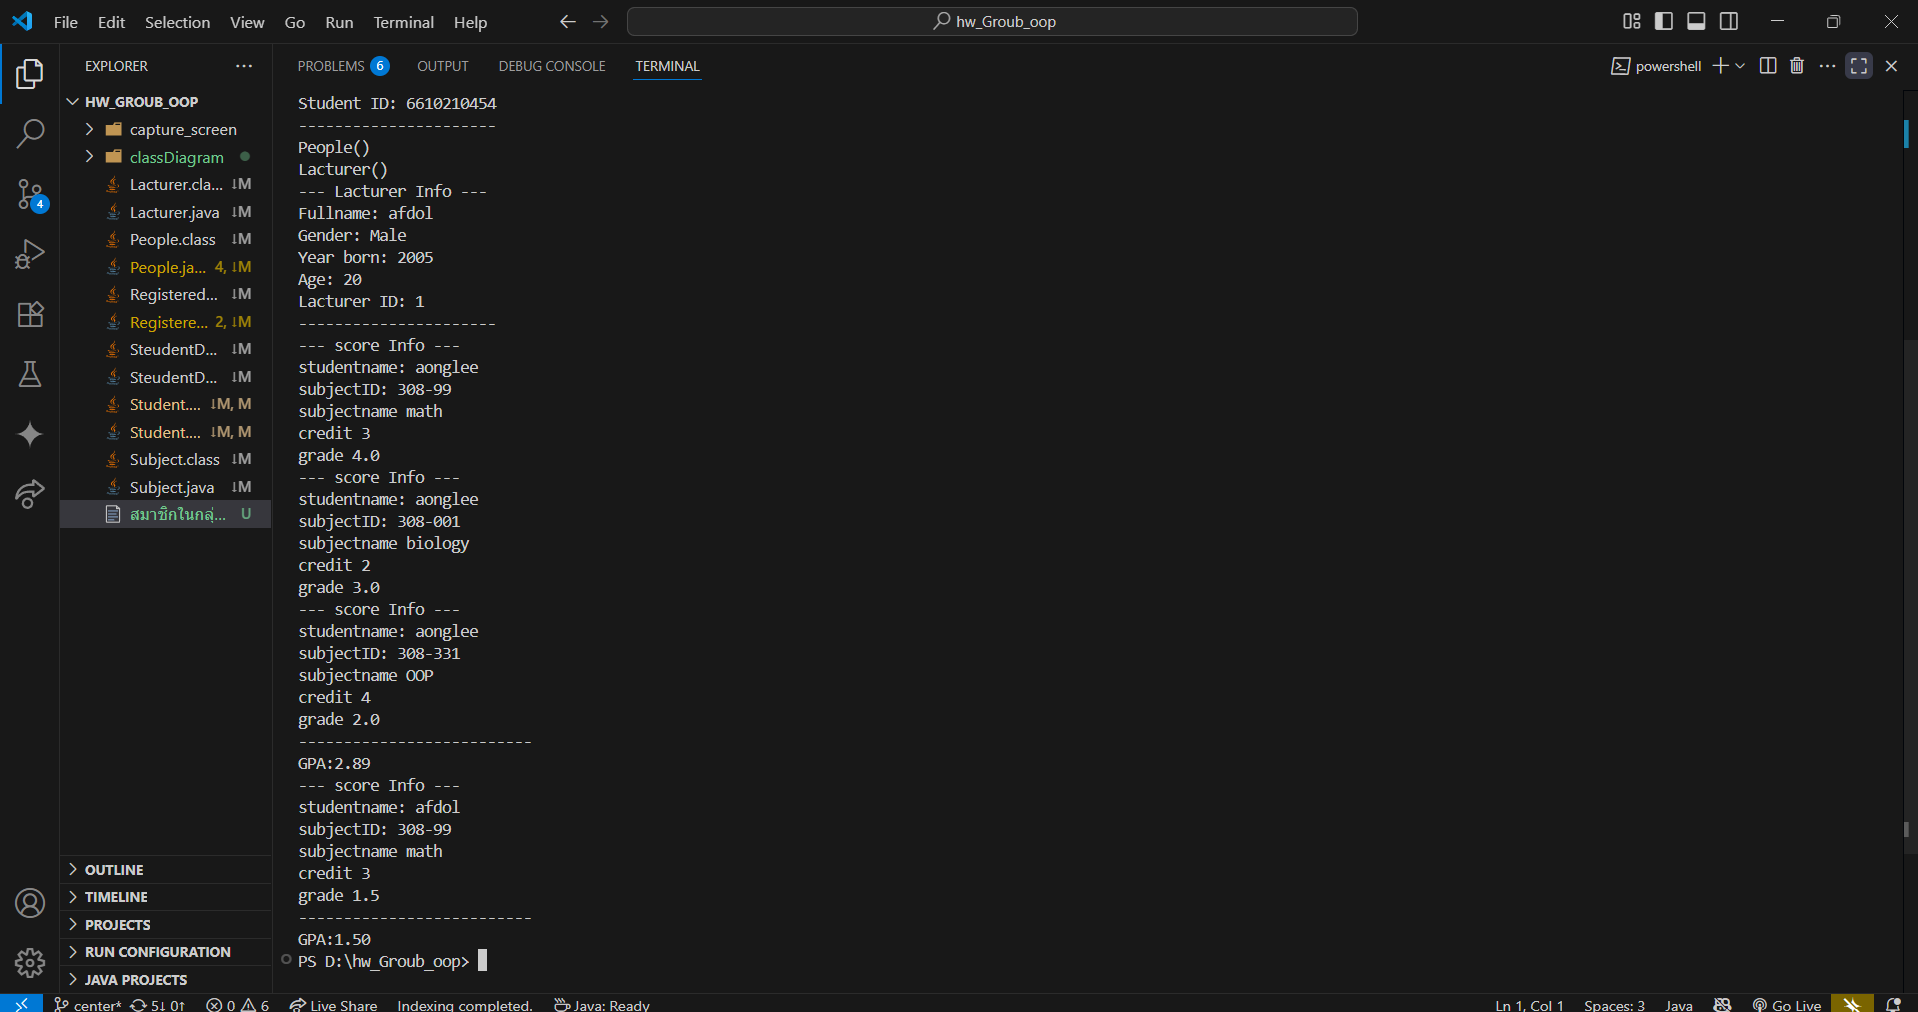 File Edit Selection View Go Run Terminal Help
hw_Groub_oop
EXPLORER
HW_GROUB_OOP
capture_screen
classDiagram
Lacturer.cla... ↓M
Lacturer.java ↓M
People.class ↓M
People.ja... 4, ↓M
Registered... ↓M
Registere... 2, ↓M
SteudentD... ↓M
SteudentD... ↓M
Student.... ↓M, M
Student.... ↓M, M
Subject.class ↓M
Subject.java ↓M
สมาชิกในกลุ่... U
OUTLINE
TIMELINE
PROJECTS
RUN CONFIGURATION
JAVA PROJECTS
4
PROBLEMS 6 OUTPUT DEBUG CONSOLE TERMINAL
powershell
Student ID: 6610210454
----------------------
People()
Lacturer()
--- Lacturer Info ---
Fullname: afdol
Gender: Male
Year born: 2005
Age: 20
Lacturer ID: 1
----------------------
--- score Info ---
studentname: aonglee
subjectID: 308-99
subjectname math
credit 3
grade 4.0
--- score Info ---
studentname: aonglee
subjectID: 308-001
subjectname biology
credit 2
grade 3.0
--- score Info ---
studentname: aonglee
subjectID: 308-331
subjectname OOP
credit 4
grade 2.0
--------------------------
GPA:2.89
--- score Info ---
studentname: afdol
subjectID: 308-99
subjectname math
credit 3
grade 1.5
--------------------------
GPA:1.50
PS D:\hw_Groub_oop>
center* 5↓ 0↑ 0 6 Live Share Indexing completed. Java: Ready Ln 1, Col 1 Spaces: 3 Java Go Live